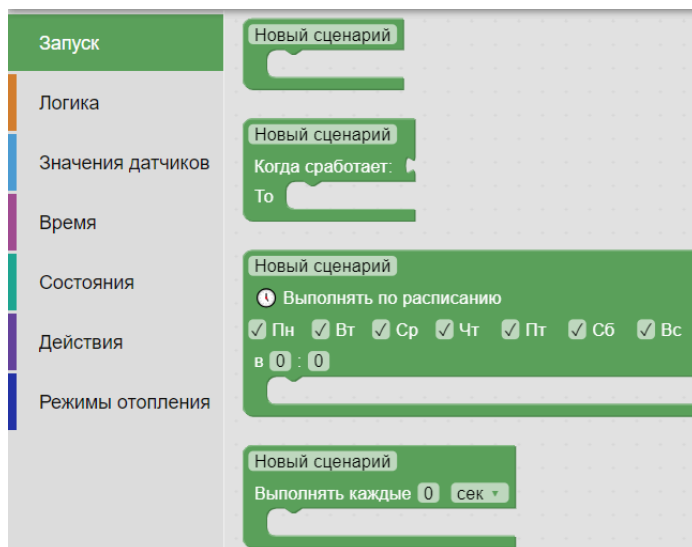 Запуск
Логика
Значения датчиков
Время
Состояния
Действия
Режимы отопления
Новый сценарий
Новый сценарий
Когда сработает:
То
Новый сценарий
Выполнять по расписанию
Пн Вт Ср Чт Пт Сб Вс
в 0 : 0
Новый сценарий
Выполнять каждые 0 сек